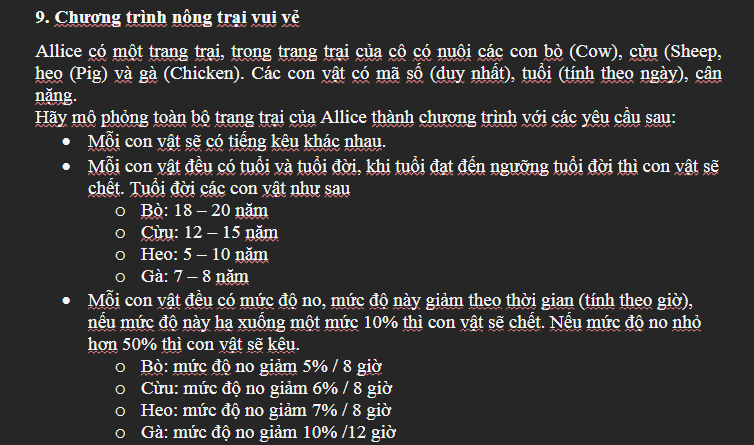 9. Chương trình nông trại vui vẻ
Allice có một trang trại, trong trang trại của cô có nuôi các con bò (Cow), cừu (Sheep,
heo (Pig) và gà (Chicken). Các con vật có mã số (duy nhất), tuổi (tính theo ngày), cân
nặng.
Hãy mô phỏng toàn bộ trang trại của Allice thành chương trình với các yêu cầu sau:
• Mỗi con vật sẽ có tiếng kêu khác nhau.
• Mỗi con vật đều có tuổi và tuổi đời, khi tuổi đạt đến ngưỡng tuổi đời thì con vật sẽ
chết. Tuổi đời các con vật như sau
o Bò: 18 – 20 năm
o Cừu: 12 – 15 năm
o Heo: 5 – 10 năm
o Gà: 7 – 8 năm
• Mỗi con vật đều có mức độ no, mức độ này giảm theo thời gian (tính theo giờ),
nếu mức độ này hạ xuống một mức 10% thì con vật sẽ chết. Nếu mức độ no nhỏ
hơn 50% thì con vật sẽ kêu.
o Bò: mức độ no giảm 5% / 8 giờ
o Cừu: mức độ no giảm 6% / 8 giờ
o Heo: mức độ no giảm 7% / 8 giờ
o Gà: mức độ no giảm 10% /12 giờ